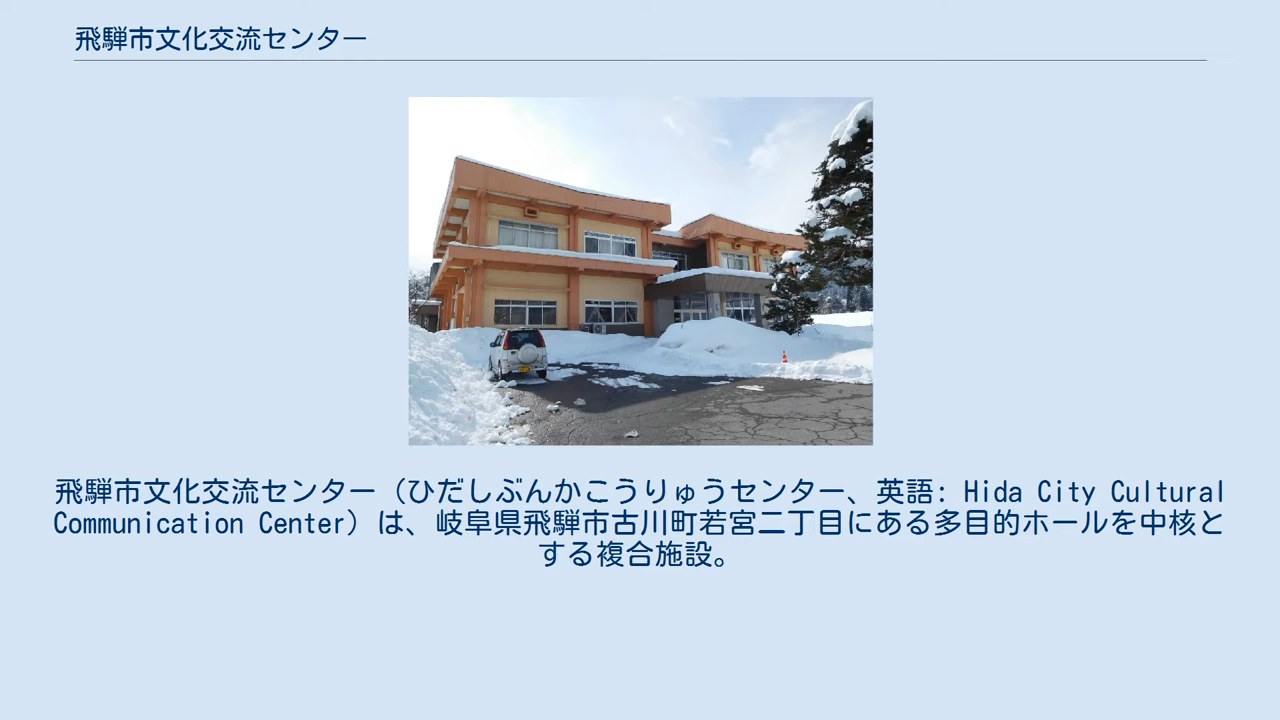 飛騨市文化交流センター
飛騨市文化交流センター（ひだしぶんかこうりゅうセンター、英語: Hida City Cultural
Communication Center）は、岐阜県飛騨市古川町若宮二丁目にある多目的ホールを中核と
する複合施設。